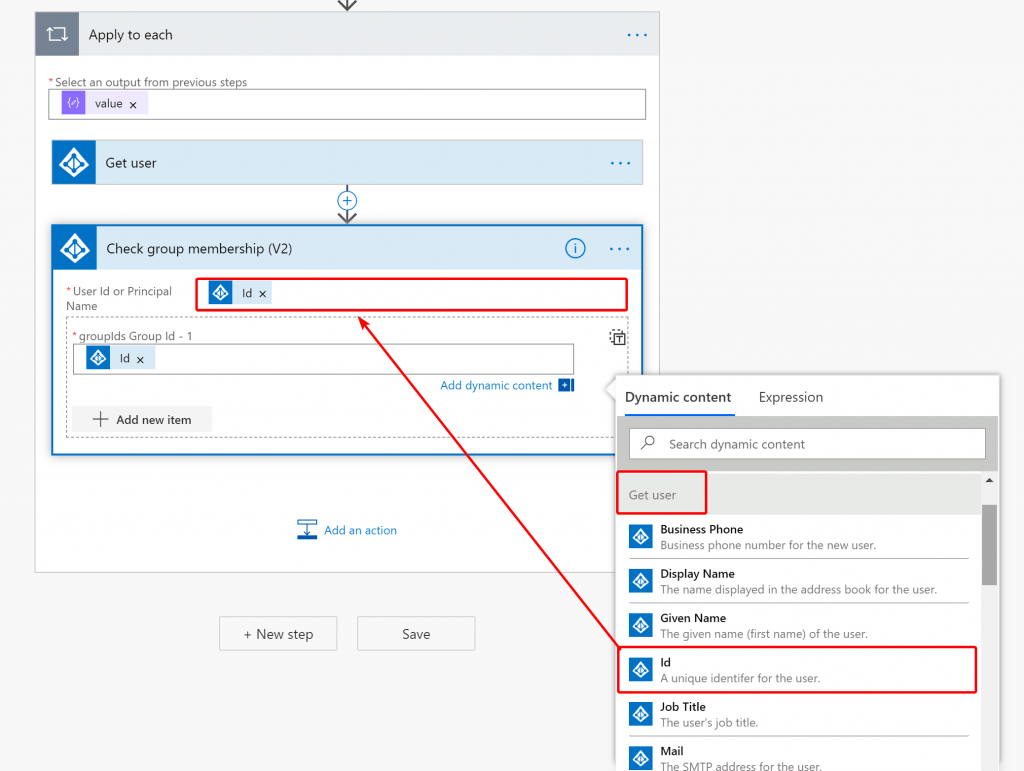 Apply to each
* Select an output from previous steps
value ×
Get user
Check group membership (V2)
* User Id or Principal
Name
Id ×
* groupIds Group Id - 1
Id ×
Add dynamic content
Add new item
Add an action
+ New step
Save
Dynamic content
Expression
Search dynamic content
Get user
Business Phone
Business phone number for the new user.
Display Name
The name displayed in the address book for the user.
Given Name
The given name (first name) of the user.
Id
A unique identifer for the user.
Job Title
The user's job title.
Mail
The SMTP address for the user.